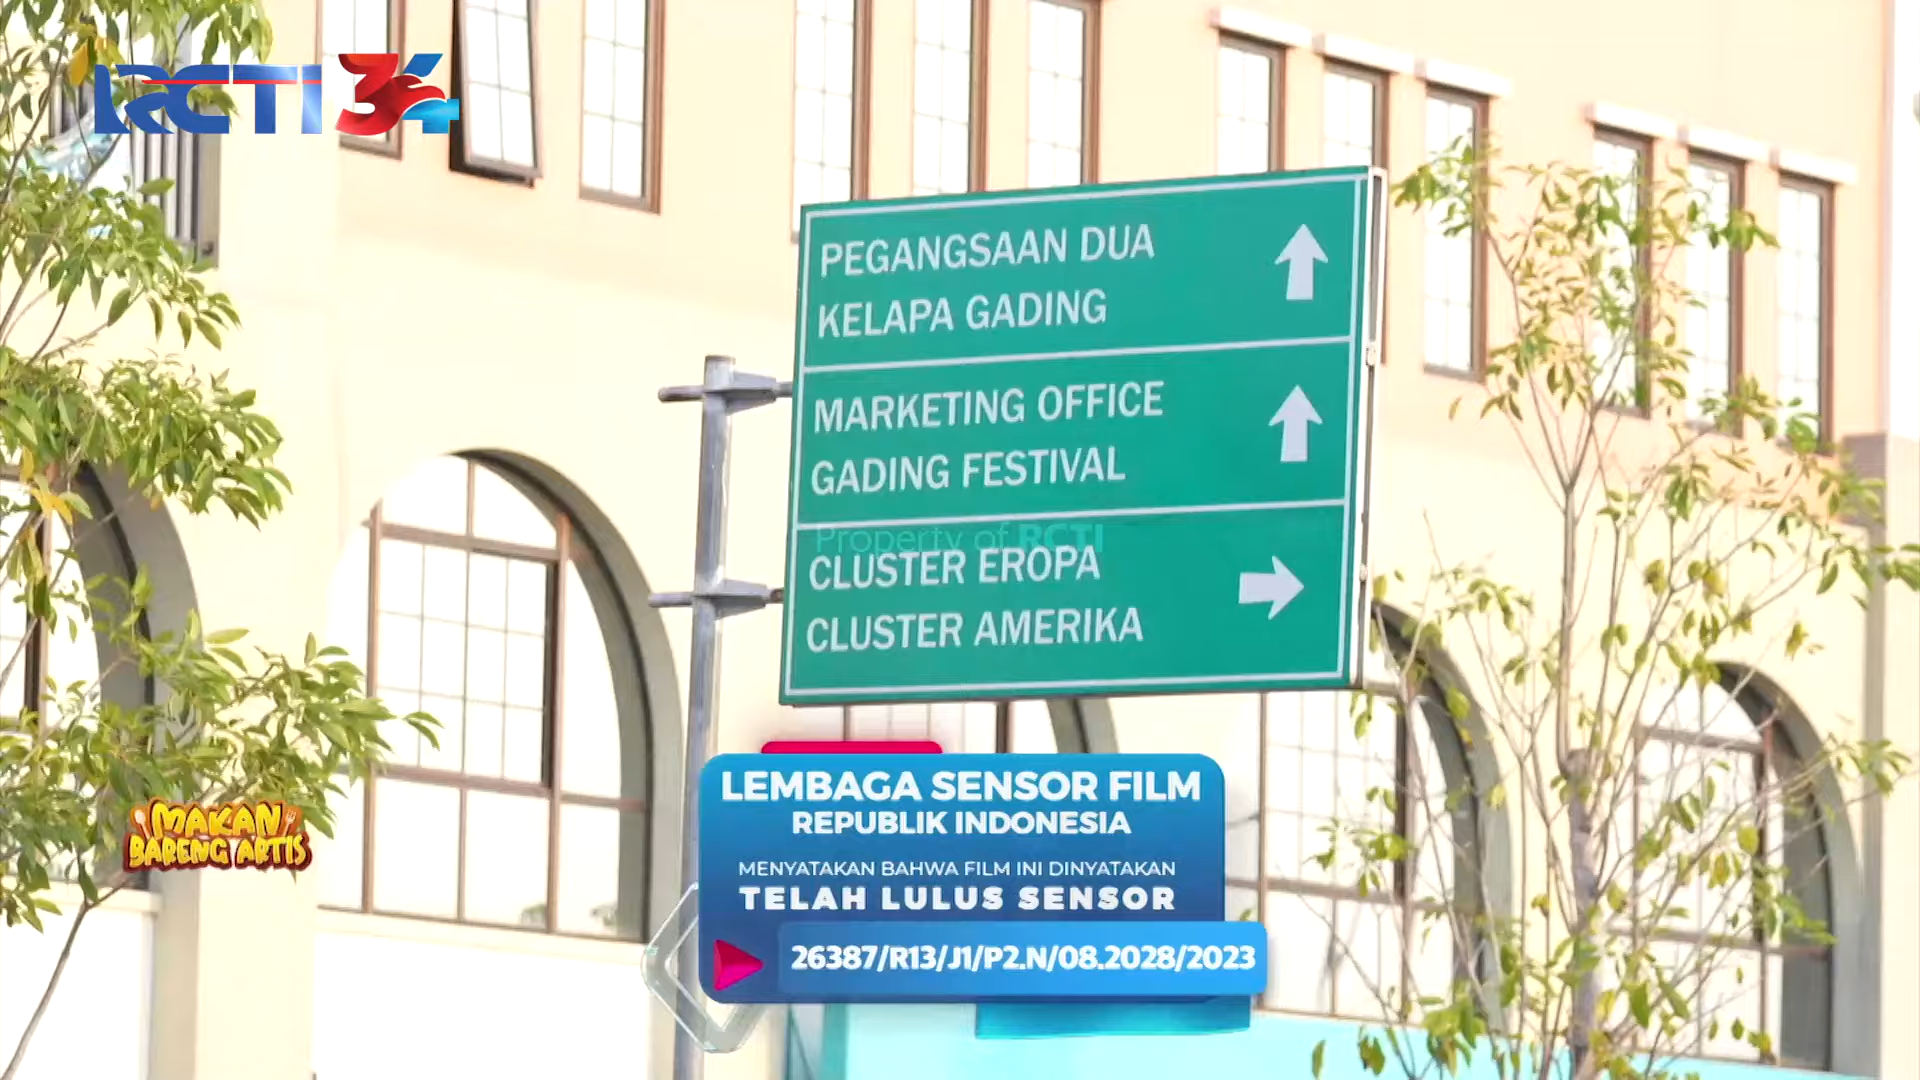 RCTI 34
PEGANGSAAN DUA
KELAPA GADING
MARKETING OFFICE
GADING FESTIVAL
Property of RCTI
CLUSTER EROPA
CLUSTER AMERIKA
MAKAN
BARENG ARTIS
LEMBAGA SENSOR FILM
REPUBLIK INDONESIA
MENYATAKAN BAHWA FILM INI DINYATAKAN
TELAH LULUS SENSOR
26387/R13/J1/P2.N/08.2028/2023